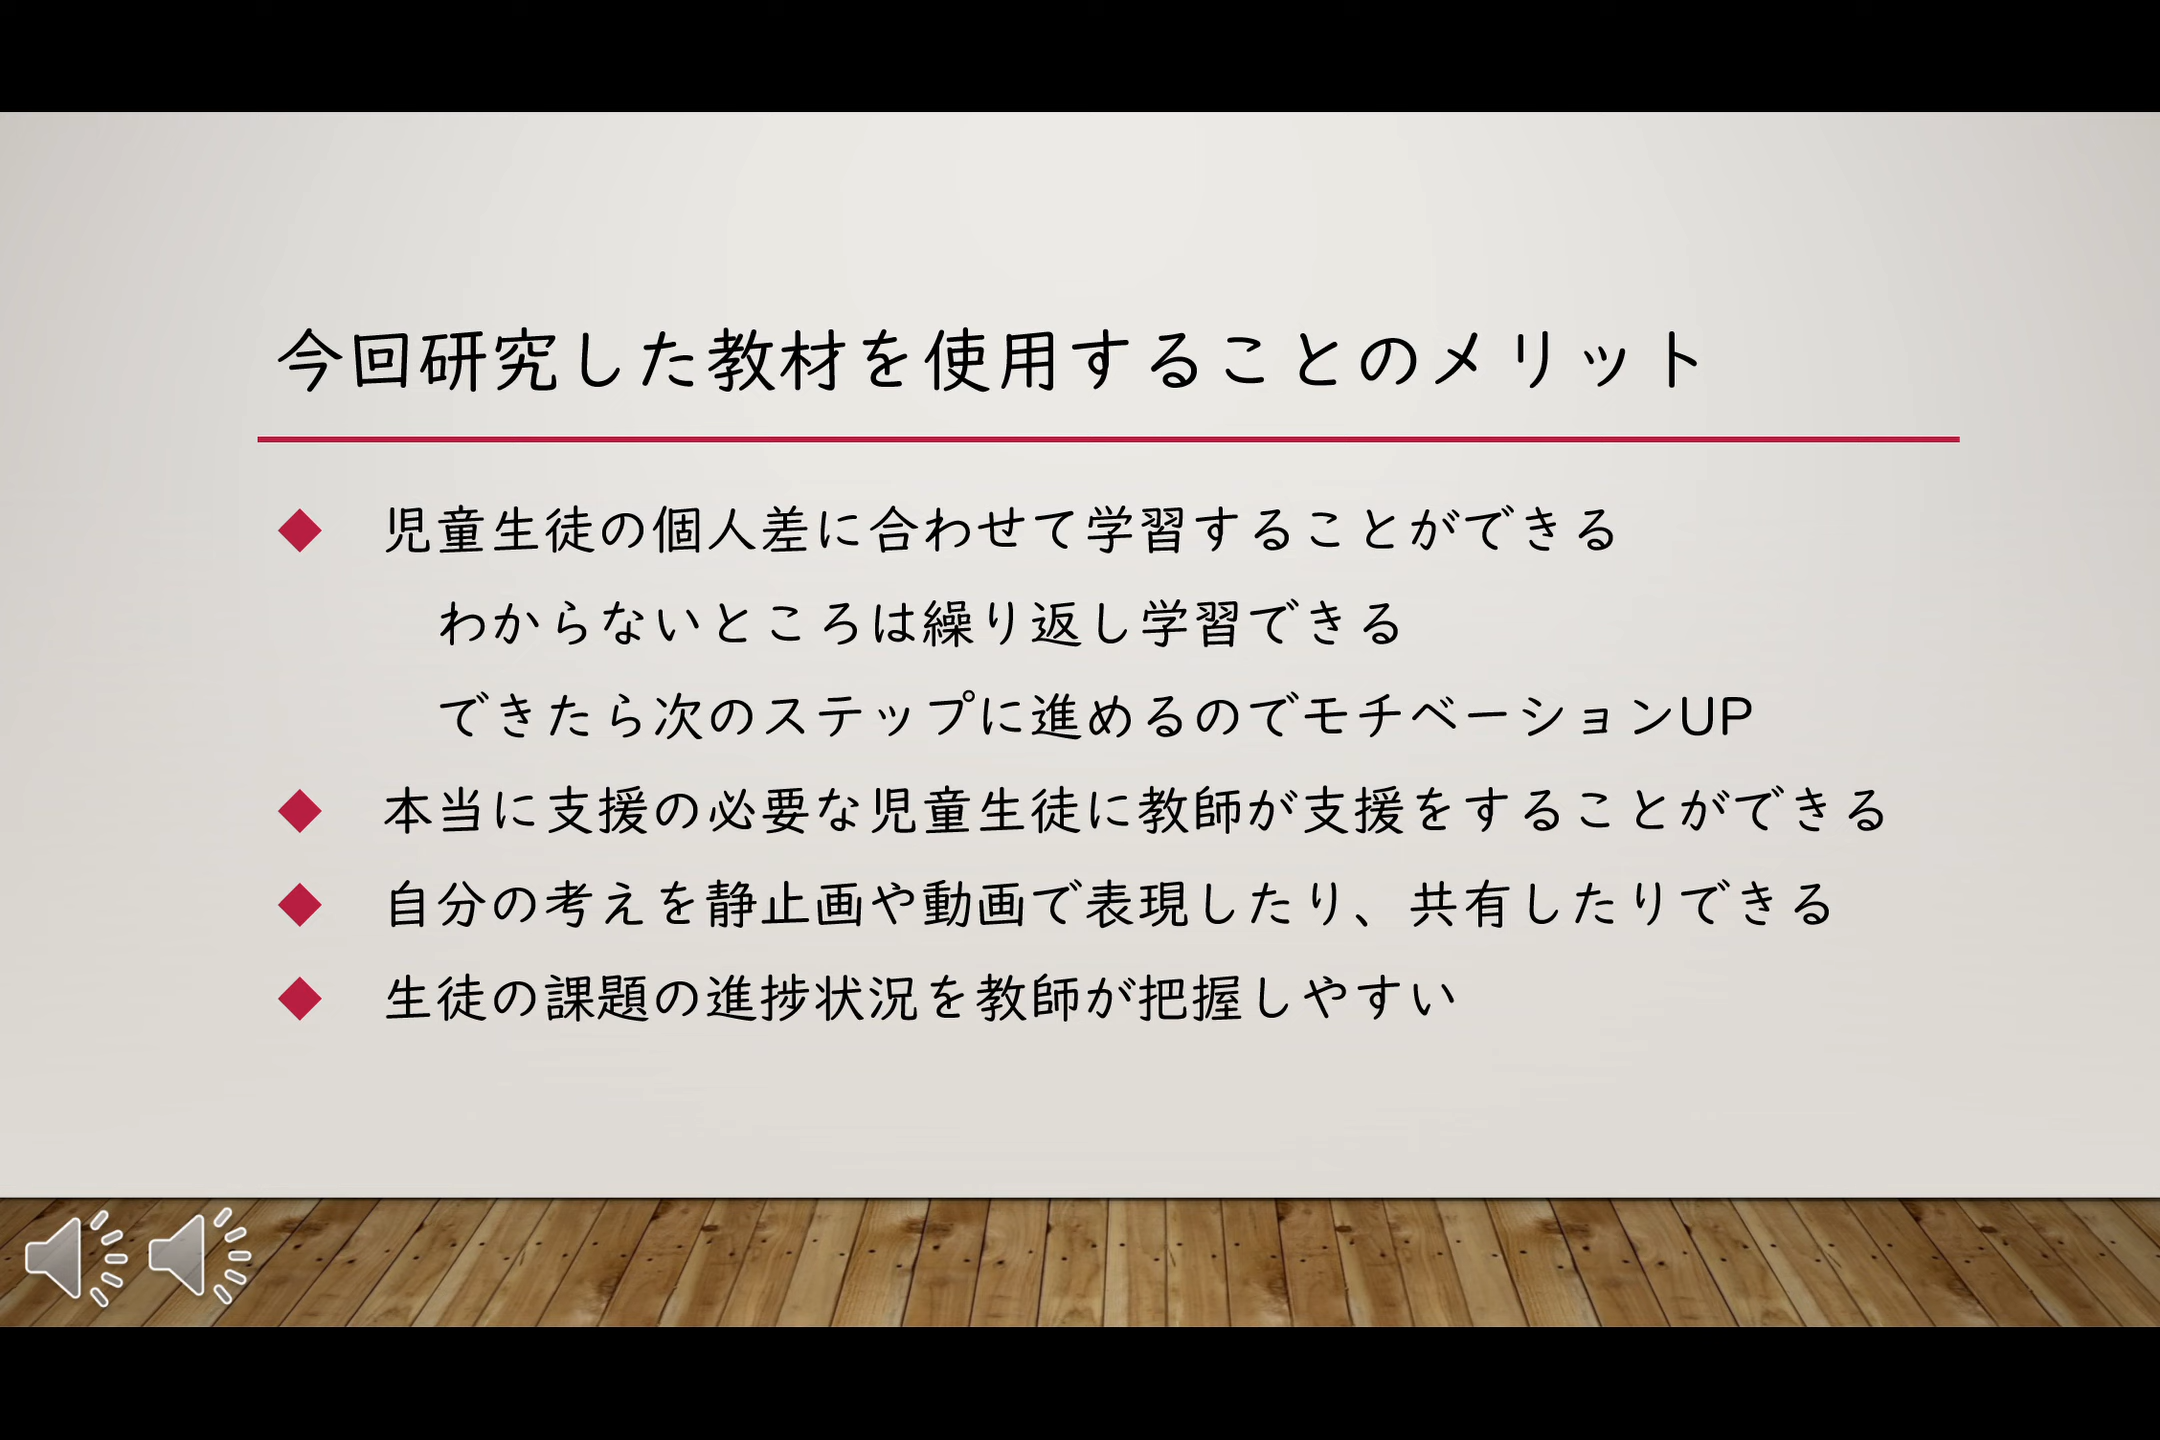 今回研究した教材を使用することのメリット
◆ 児童生徒の個人差に合わせて学習することができる
わからないところは繰り返し学習できる
できたら次のステップに進めるのでモチベーションUP
◆ 本当に支援の必要な児童生徒に教師が支援をすることができる
◆ 自分の考えを静止画や動画で表現したり、共有したりできる
◆ 生徒の課題の進捗状況を教師が把握しやすい